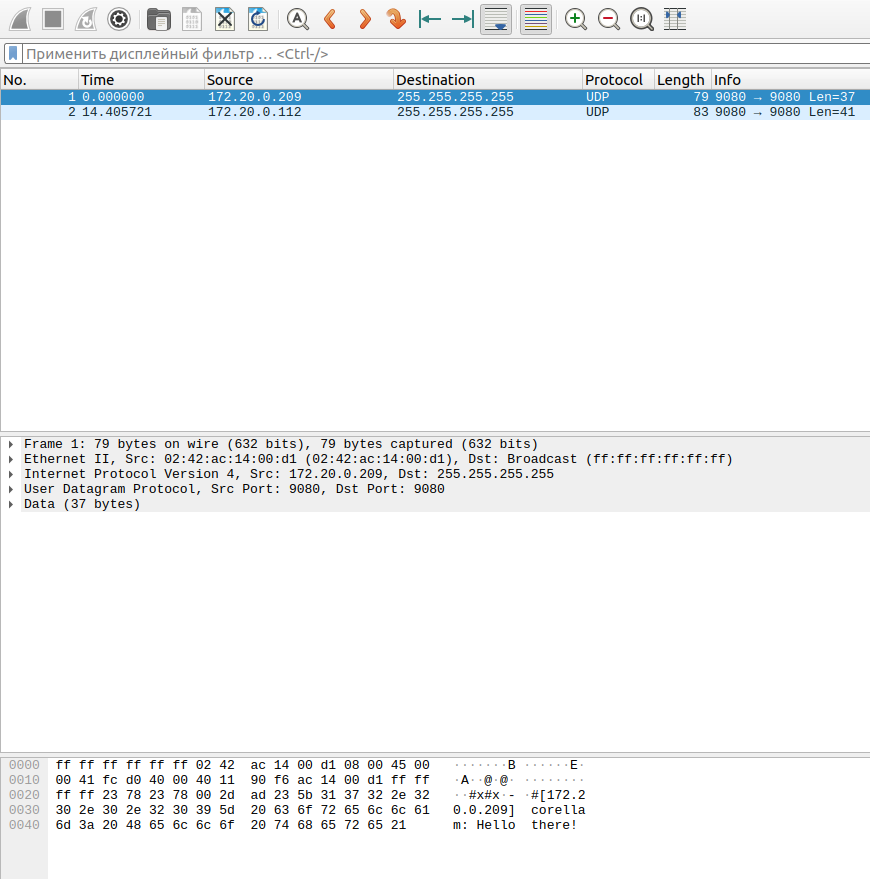 Применить дисплейный фильтр … <Ctrl-/>
No. Time Source Destination Protocol Length Info
1 0.000000 172.20.0.209 255.255.255.255 UDP 79 9080 → 9080 Len=37
2 14.405721 172.20.0.112 255.255.255.255 UDP 83 9080 → 9080 Len=41
Frame 1: 79 bytes on wire (632 bits), 79 bytes captured (632 bits)
Ethernet II, Src: 02:42:ac:14:00:d1 (02:42:ac:14:00:d1), Dst: Broadcast (ff:ff:ff:ff:ff:ff)
Internet Protocol Version 4, Src: 172.20.0.209, Dst: 255.255.255.255
User Datagram Protocol, Src Port: 9080, Dst Port: 9080
Data (37 bytes)
0000 ff ff ff ff ff ff 02 42 ac 14 00 d1 08 00 45 00 ·······B ······E·
0010 00 41 fc d0 40 00 40 11 90 f6 ac 14 00 d1 ff ff ·A··@·@· ········
0020 ff ff 23 78 23 78 00 2d ad 23 5b 31 37 32 2e 32 ··#x#x·- ·#[172.2
0030 30 2e 30 2e 32 30 39 5d 20 63 6f 72 65 6c 6c 61 0.0.209] corella
0040 6d 3a 20 48 65 6c 6c 6f 20 74 68 65 72 65 21 m: Hello there!